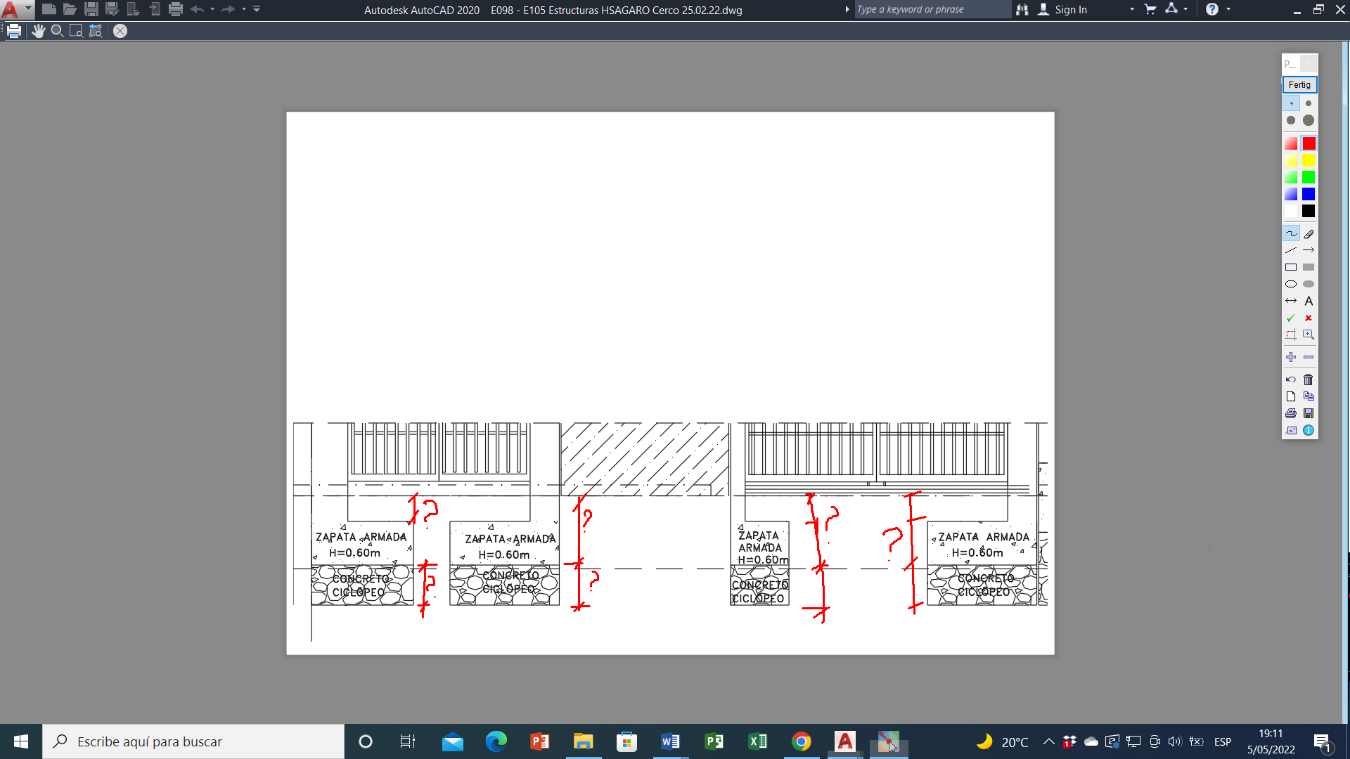 Autodesk AutoCAD 2020 E098 - E105 Estructuras HSAGARO Cerco 25.02.22.dwg
Type a keyword or phrase
Sign In
P...
Fertig
A
?
?
?
?
?
?
ZAPATA ARMADA
H=0.60m
ZAPATA ARMADA
H=0.60m
ZAPATA
ARMADA
H=0.60m
ZAPATA ARMADA
H=0.60m
CONCRETO
CICLOPEO
CONCRETO
CICLOPEO
CONCRETO
CICLOPEO
CONCRETO
CICLOPEO
Escribe aquí para buscar
20°C
ESP
19:11
5/05/2022
1